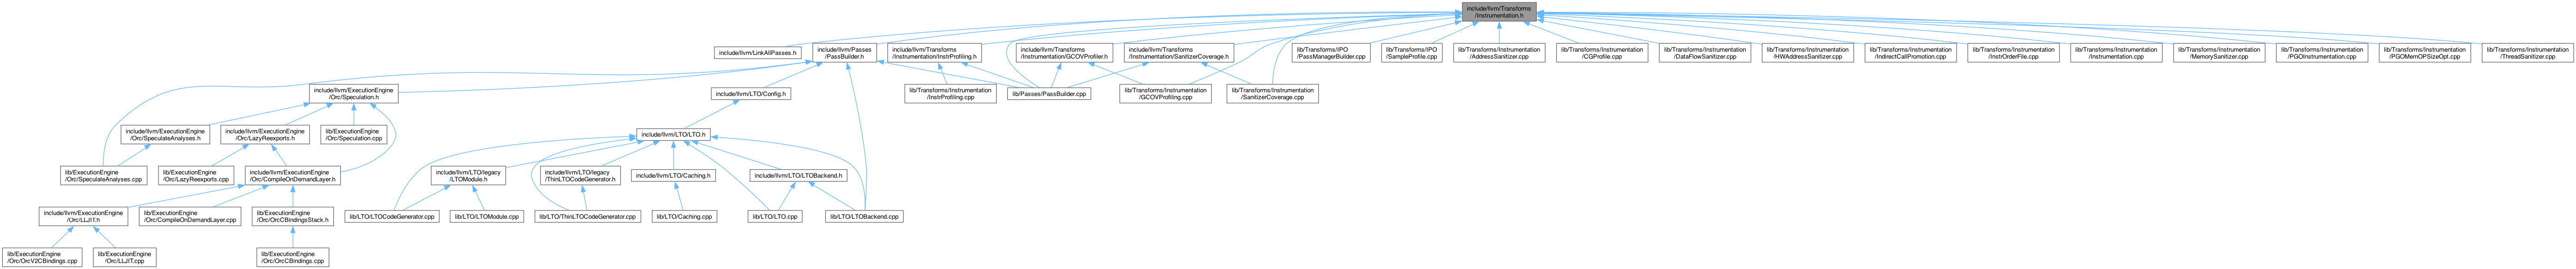 include/llvm/Transforms
/Instrumentation.h
include/llvm/LinkAllPasses.h
include/llvm/Passes
/PassBuilder.h
include/llvm/Transforms
/Instrumentation/InstrProfiling.h
include/llvm/Transforms
/Instrumentation/GCOVProfiler.h
include/llvm/Transforms
/Instrumentation/SanitizerCoverage.h
lib/Transforms/IPO
/PassManagerBuilder.cpp
lib/Transforms/IPO
/SampleProfile.cpp
lib/Transforms/Instrumentation
/AddressSanitizer.cpp
lib/Transforms/Instrumentation
/CGProfile.cpp
lib/Transforms/Instrumentation
/DataFlowSanitizer.cpp
lib/Transforms/Instrumentation
/HWAddressSanitizer.cpp
lib/Transforms/Instrumentation
/IndirectCallPromotion.cpp
lib/Transforms/Instrumentation
/InstrOrderFile.cpp
lib/Transforms/Instrumentation
/Instrumentation.cpp
lib/Transforms/Instrumentation
/MemorySanitizer.cpp
lib/Transforms/Instrumentation
/PGOInstrumentation.cpp
lib/Transforms/Instrumentation
/PGOMemOPSizeOpt.cpp
lib/Transforms/Instrumentation
/ThreadSanitizer.cpp
include/llvm/ExecutionEngine
/Orc/Speculation.h
include/llvm/LTO/Config.h
lib/Transforms/Instrumentation
/InstrProfiling.cpp
lib/Passes/PassBuilder.cpp
lib/Transforms/Instrumentation
/GCOVProfiling.cpp
lib/Transforms/Instrumentation
/SanitizerCoverage.cpp
include/llvm/ExecutionEngine
/Orc/SpeculateAnalyses.h
include/llvm/ExecutionEngine
/Orc/LazyReexports.h
lib/ExecutionEngine
/Orc/Speculation.cpp
include/llvm/LTO/LTO.h
lib/ExecutionEngine
/Orc/SpeculateAnalyses.cpp
lib/ExecutionEngine
/Orc/LazyReexports.cpp
include/llvm/ExecutionEngine
/Orc/CompileOnDemandLayer.h
include/llvm/LTO/legacy
/LTOModule.h
include/llvm/LTO/legacy
/ThinLTOCodeGenerator.h
include/llvm/LTO/Caching.h
include/llvm/LTO/LTOBackend.h
include/llvm/ExecutionEngine
/Orc/LLJIT.h
lib/ExecutionEngine
/Orc/CompileOnDemandLayer.cpp
lib/ExecutionEngine
/Orc/OrcCBindingsStack.h
lib/LTO/LTOCodeGenerator.cpp
lib/LTO/LTOModule.cpp
lib/LTO/ThinLTOCodeGenerator.cpp
lib/LTO/Caching.cpp
lib/LTO/LTO.cpp
lib/LTO/LTOBackend.cpp
lib/ExecutionEngine
/Orc/OrcV2CBindings.cpp
lib/ExecutionEngine
/Orc/LLJIT.cpp
lib/ExecutionEngine
/Orc/OrcCBindings.cpp